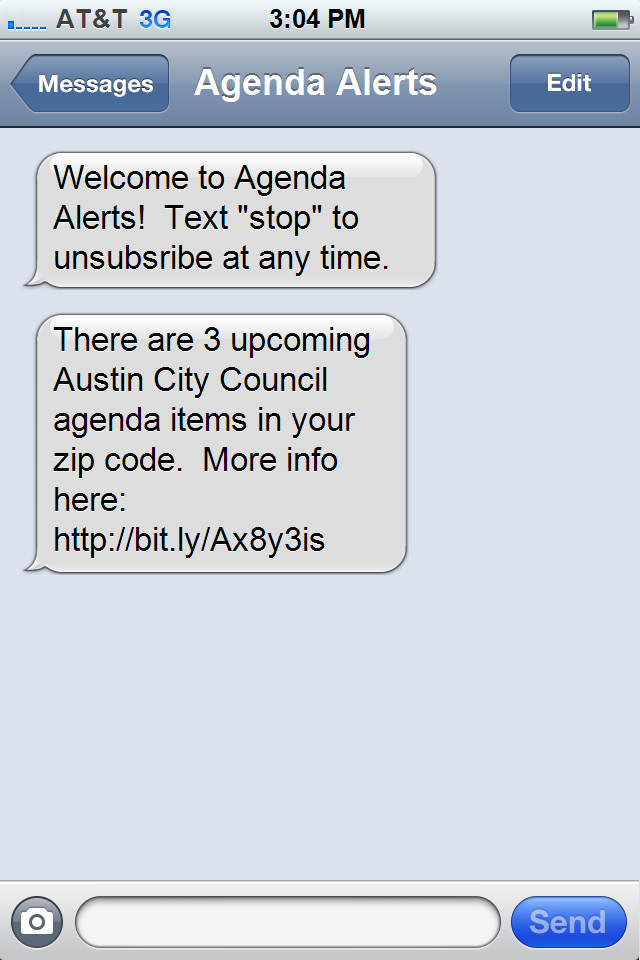 AT&T 3G 3:04 PM
Messages Agenda Alerts Edit
Welcome to Agenda
Alerts!  Text "stop" to
unsubsribe at any time.
There are 3 upcoming
Austin City Council
agenda items in your
zip code.  More info
here:
http://bit.ly/Ax8y3is
Send